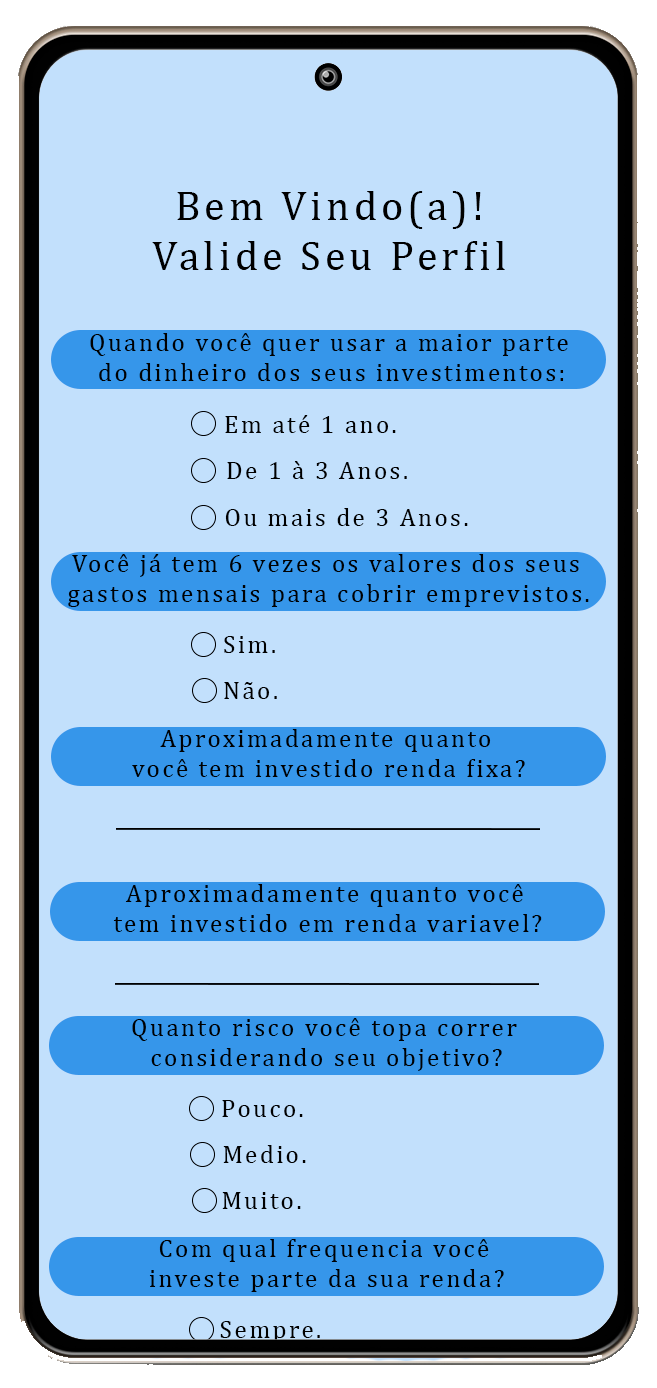 Bem Vindo(a)!
Valide Seu Perfil
Quando você quer usar a maior parte
do dinheiro dos seus investimentos:
Em até 1 ano.
De 1 à 3 Anos.
Ou mais de 3 Anos.
Você já tem 6 vezes os valores dos seus
gastos mensais para cobrir emprevistos.
Sim.
Não.
Aproximadamente quanto
você tem investido renda fixa?
Aproximadamente quanto você
tem investido em renda variavel?
Quanto risco você topa correr
considerando seu objetivo?
Pouco.
Medio.
Muito.
Com qual frequencia você
investe parte da sua renda?
Sempre.